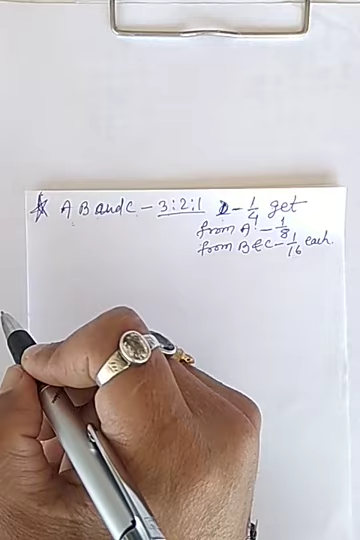 A B and C - 3:2:1 D - 1/4 get
from A - 1/8
from B & C - 1/16 each.